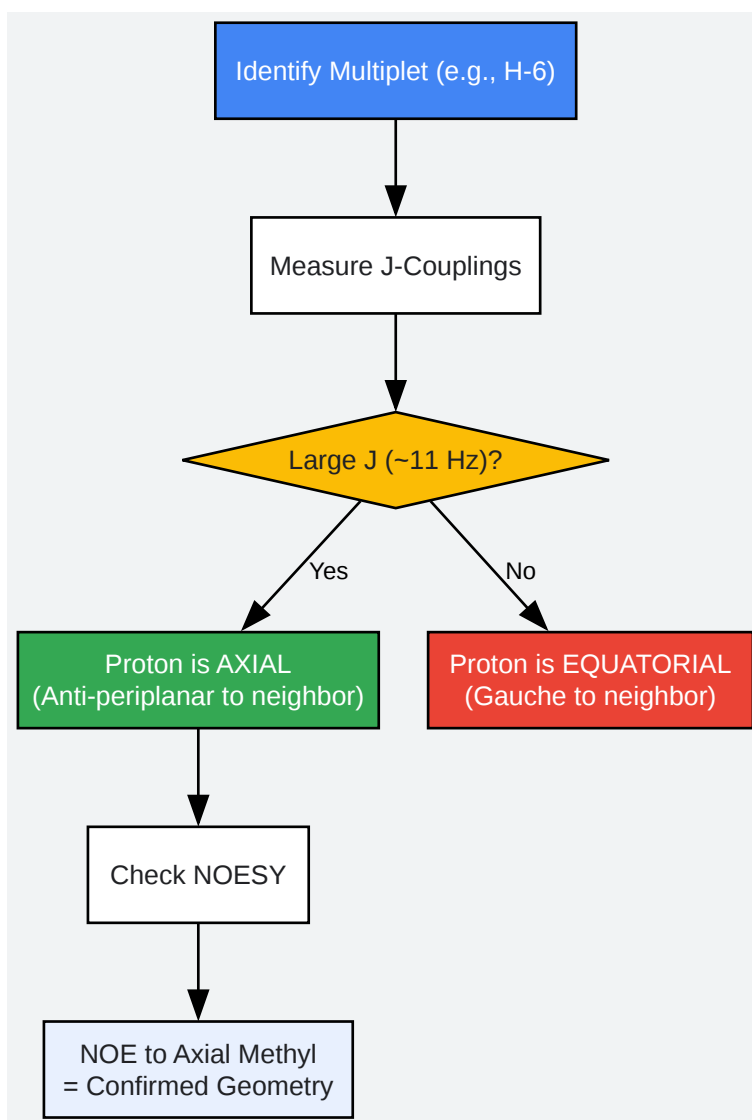 Identify Multiplet (e.g., H-6)
Measure J-Couplings
Large J (~11 Hz)?
Yes
No
Proton is AXIAL
(Anti-periplanar to neighbor)
Proton is EQUATORIAL
(Gauche to neighbor)
Check NOESY
NOE to Axial Methyl
= Confirmed Geometry